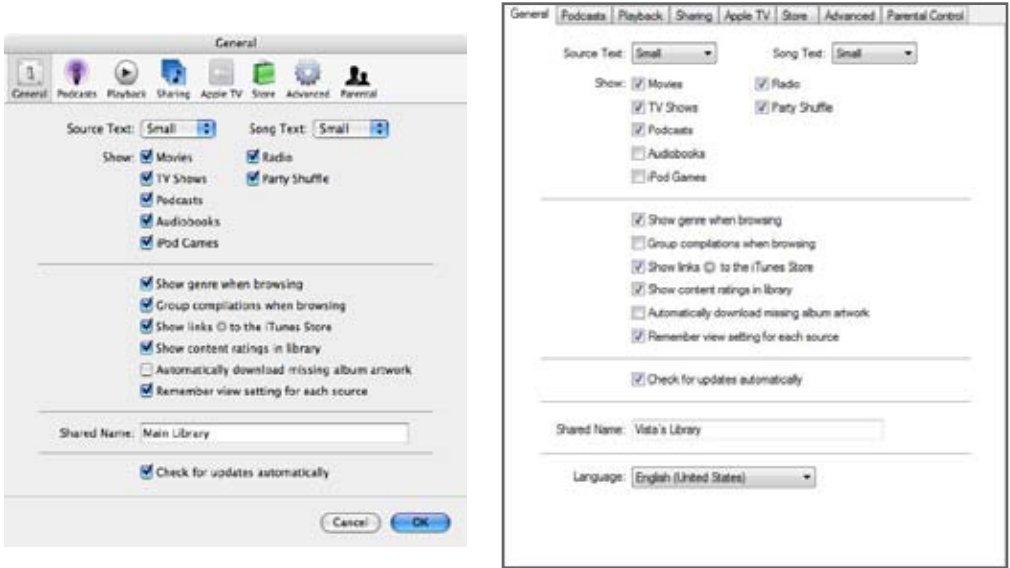 General
General Podcasts Playback Sharing Apple TV Store Advanced Parental
Source Text: Small Song Text: Small
Show: Movies Radio
TV Shows Party Shuffle
Podcasts
Audiobooks
iPod Games
Show genre when browsing
Group compilations when browsing
Show links to the iTunes Store
Show content ratings in library
Automatically download missing album artwork
Remember view setting for each source
Shared Name: Main Library
Check for updates automatically
Cancel OK
General Podcasts Playback Sharing Apple TV Store Advanced Parental Control
Source Text: Small Song Text: Small
Show: Movies Radio
TV Shows Party Shuffle
Podcasts
Audiobooks
iPod Games
Show genre when browsing
Group compilations when browsing
Show links to the iTunes Store
Show content ratings in library
Automatically download missing album artwork
Remember view setting for each source
Check for updates automatically
Shared Name: Vista's Library
Language: English (United States)